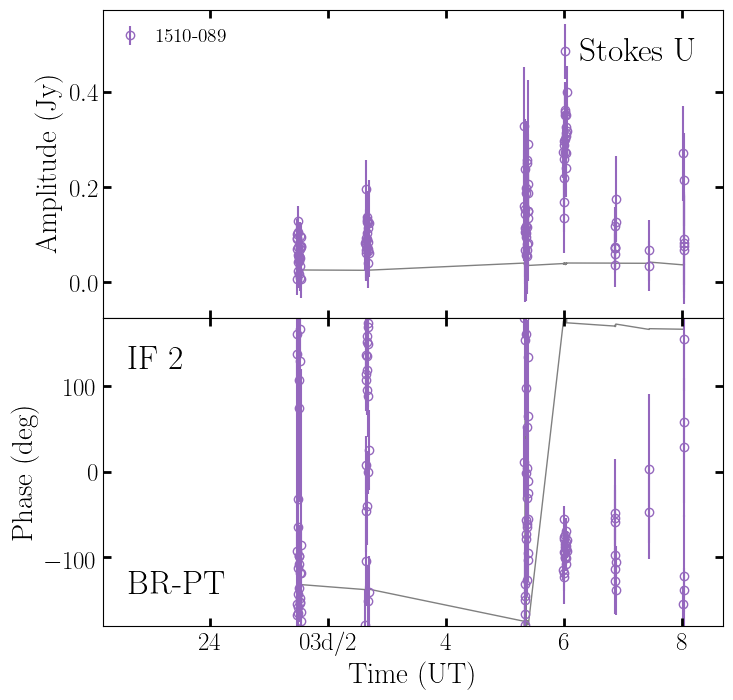 1510-089
Stokes U
Amplitude (Jy)
0.4
0.2
0.0
IF 2
BR-PT
Phase (deg)
100
0
−100
24 03d/2 4 6 8
Time (UT)